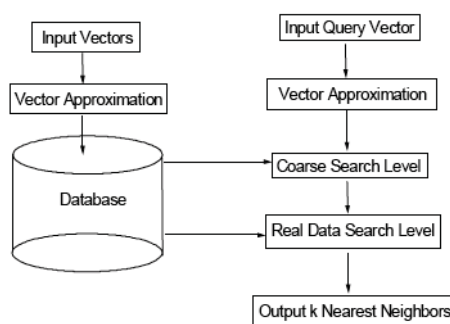 Input Vectors
Vector Approximation
Database
Input Query Vector
Vector Approximation
Coarse Search Level
Real Data Search Level
Output k Nearest Neighbors